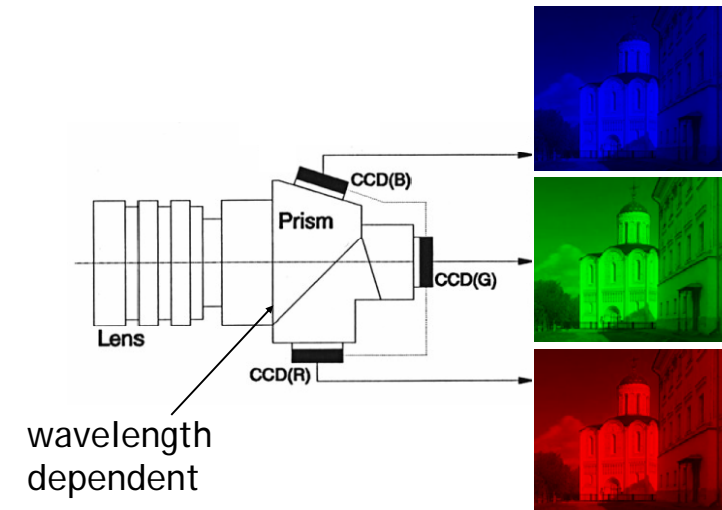 CCD(B)
Prism
CCD(G)
Lens
CCD(R)
wavelength
dependent